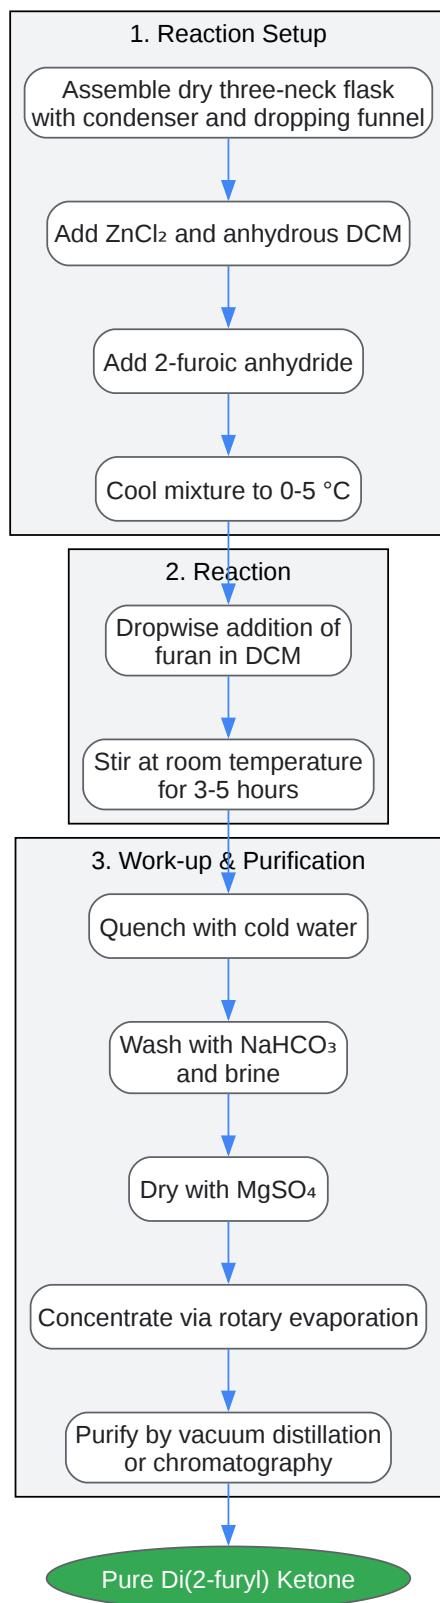 1. Reaction Setup
Assemble dry three-neck flask
with condenser and dropping funnel
Add ZnCl₂ and anhydrous DCM
Add 2-furoic anhydride
Cool mixture to 0-5 °C
2. Reaction
Dropwise addition of
furan in DCM
Stir at room temperature
for 3-5 hours
3. Work-up & Purification
Quench with cold water
Wash with NaHCO₃
and brine
Dry with MgSO₄
Concentrate via rotary evaporation
Purify by vacuum distillation
or chromatography
Pure Di(2-furyl) Ketone